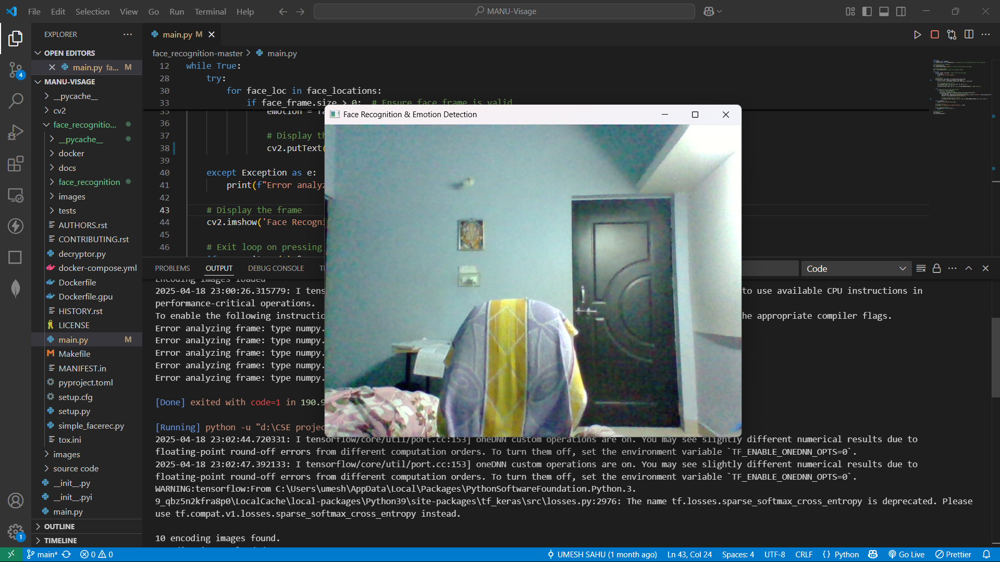 File Edit Selection View Go Run Terminal Help
MANU-Visage
EXPLORER
OPEN EDITORS
main.py fa... M
MANU-VISAGE
__pycache__
cv2
face_recognitio...
__pycache__
docker
docs
face_recognition
images
tests
AUTHORS.rst
CONTRIBUTING.rst
decryptor.py
docker-compose.yml
Dockerfile
Dockerfile.gpu
HISTORY.rst
LICENSE
main.py M
Makefile
MANIFEST.in
pyproject.toml
setup.cfg
setup.py
simple_facerec.py
tox.ini
images
source code
__init__.py
__init__.pyi
main.py
OUTLINE
TIMELINE
main.py M
face_recognition-master > main.py
12 while True:
28 try:
30 for face_loc in face_locations:
33 if face_frame.size > 0: # Ensure face frame is valid
35 emotion = fa
36
37 # Display th
38 cv2.putText(
39
40 except Exception as e:
41 print(f"Error analyz
42
43 # Display the frame
44 cv2.imshow('Face Recogni
45
46 # Exit loop on pressing
Face Recognition & Emotion Detection
PROBLEMS OUTPUT DEBUG CONSOLE
Code
Encoding images loaded
2025-04-18 23:00:26.315779: I tens to use available CPU instructions in
performance-critical operations.
To enable the following instructio he appropriate compiler flags.
Error analyzing frame: type numpy.
Error analyzing frame: type numpy.
Error analyzing frame: type numpy.
Error analyzing frame: type numpy.
Error analyzing frame: type numpy.
[Done] exited with code=1 in 190.9
[Running] python -u "d:\CSE projec
2025-04-18 23:02:44.720331: I tensorflow/core/util/port.cc:153] oneDNN custom operations are on. You may see slightly different numerical results due to
floating-point round-off errors from different computation orders. To turn them off, set the environment variable `TF_ENABLE_ONEDNN_OPTS=0`.
2025-04-18 23:02:47.392133: I tensorflow/core/util/port.cc:153] oneDNN custom operations are on. You may see slightly different numerical results due to
floating-point round-off errors from different computation orders. To turn them off, set the environment variable `TF_ENABLE_ONEDNN_OPTS=0`.
WARNING:tensorflow:From C:\Users\umesh\AppData\Local\Packages\PythonSoftwareFoundation.Python.3.
9_qbz5n2kfra8p0\LocalCache\local-packages\Python39\site-packages\tf_keras\src\losses.py:2976: The name tf.losses.sparse_softmax_cross_entropy is deprecated. Please
use tf.compat.v1.losses.sparse_softmax_cross_entropy instead.
10 encoding images found.
4
1
main* 0 0 UMESH SAHU (1 month ago) Ln 43, Col 24 Spaces: 4 UTF-8 CRLF {} Python Go Live Prettier